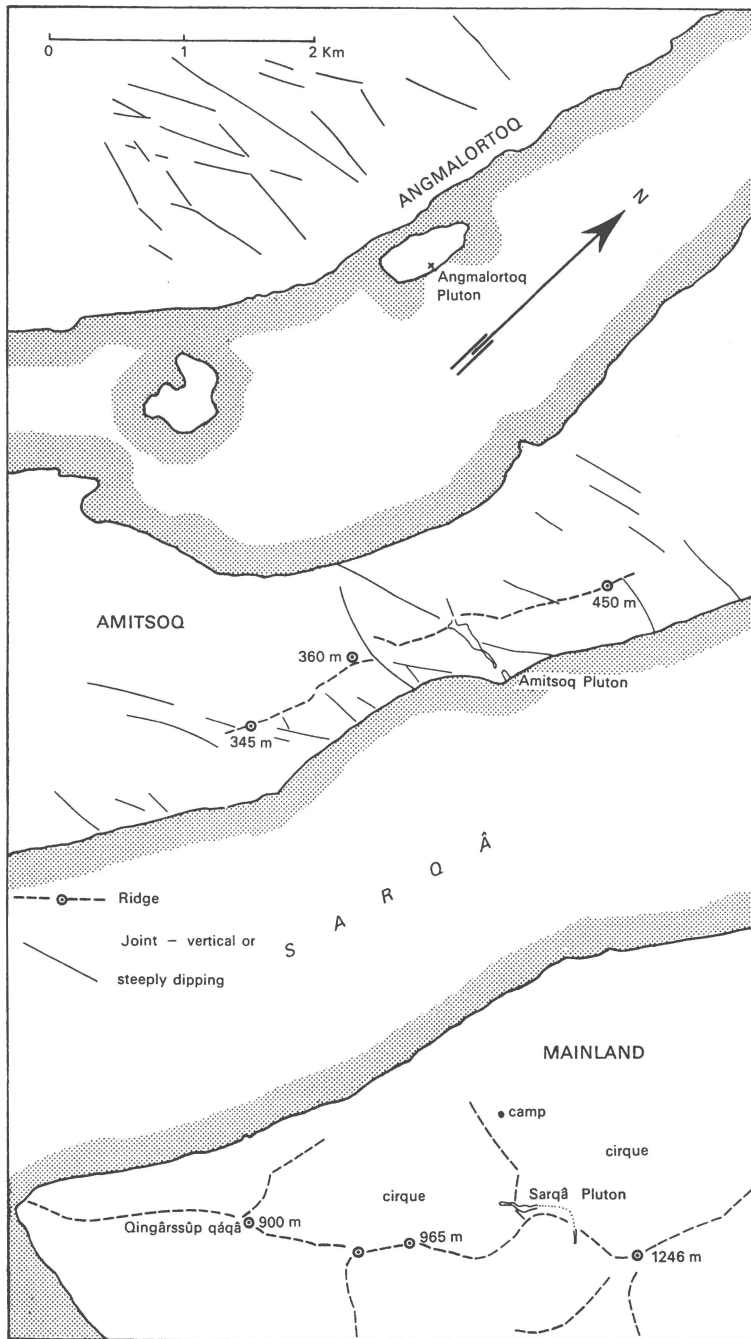 0 1 2 Km
ANGMALORTOQ
N
Angmalortoq
Pluton
450 m
AMITSOQ
360 m
Amitsoq Pluton
345 m
S A R Q Â
Ridge
Joint – vertical or
steeply dipping
MAINLAND
camp
cirque
cirque
Sarqâ Pluton
Qingârssûp qáqâ 900 m
965 m
1246 m